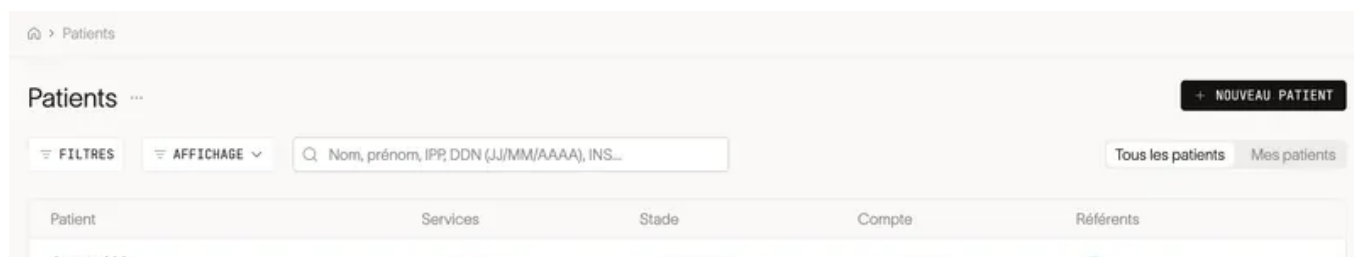 Patients
Patients ...
+ NOUVEAU PATIENT
FILTRES
AFFICHAGE
Nom, prénom, IPP, DDN (JJ/MM/AAAA), INS...
Tous les patients Mes patients
Patient Services Stade Compte Référents